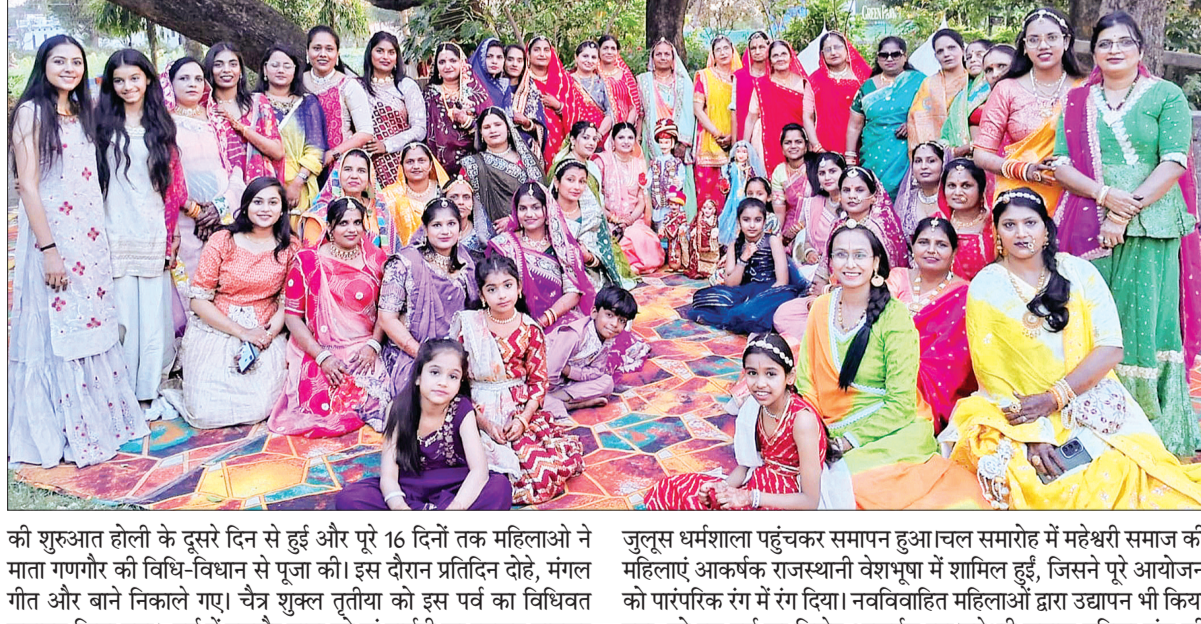 GREEN PARK
की शुरुआत होली के दूसरे दिन से हुई और पूरे 16 दिनों तक महिलाओ ने
माता गणगौर की विधि-विधान से पूजा की। इस दौरान प्रतिदिन दोहे, मंगल
गीत और बाने निकाले गए। चैत्र शुक्ल तृतीया को इस पर्व का विधिवत
जुलूस धर्मशाला पहुंचकर समापन हुआ।चल समारोह में महेश्वरी समाज की
महिलाएं आकर्षक राजस्थानी वेशभूषा में शामिल हुईं, जिसने पूरे आयोजन
को पारंपरिक रंग में रंग दिया। नवविवाहित महिलाओं द्वारा उद्यापन भी